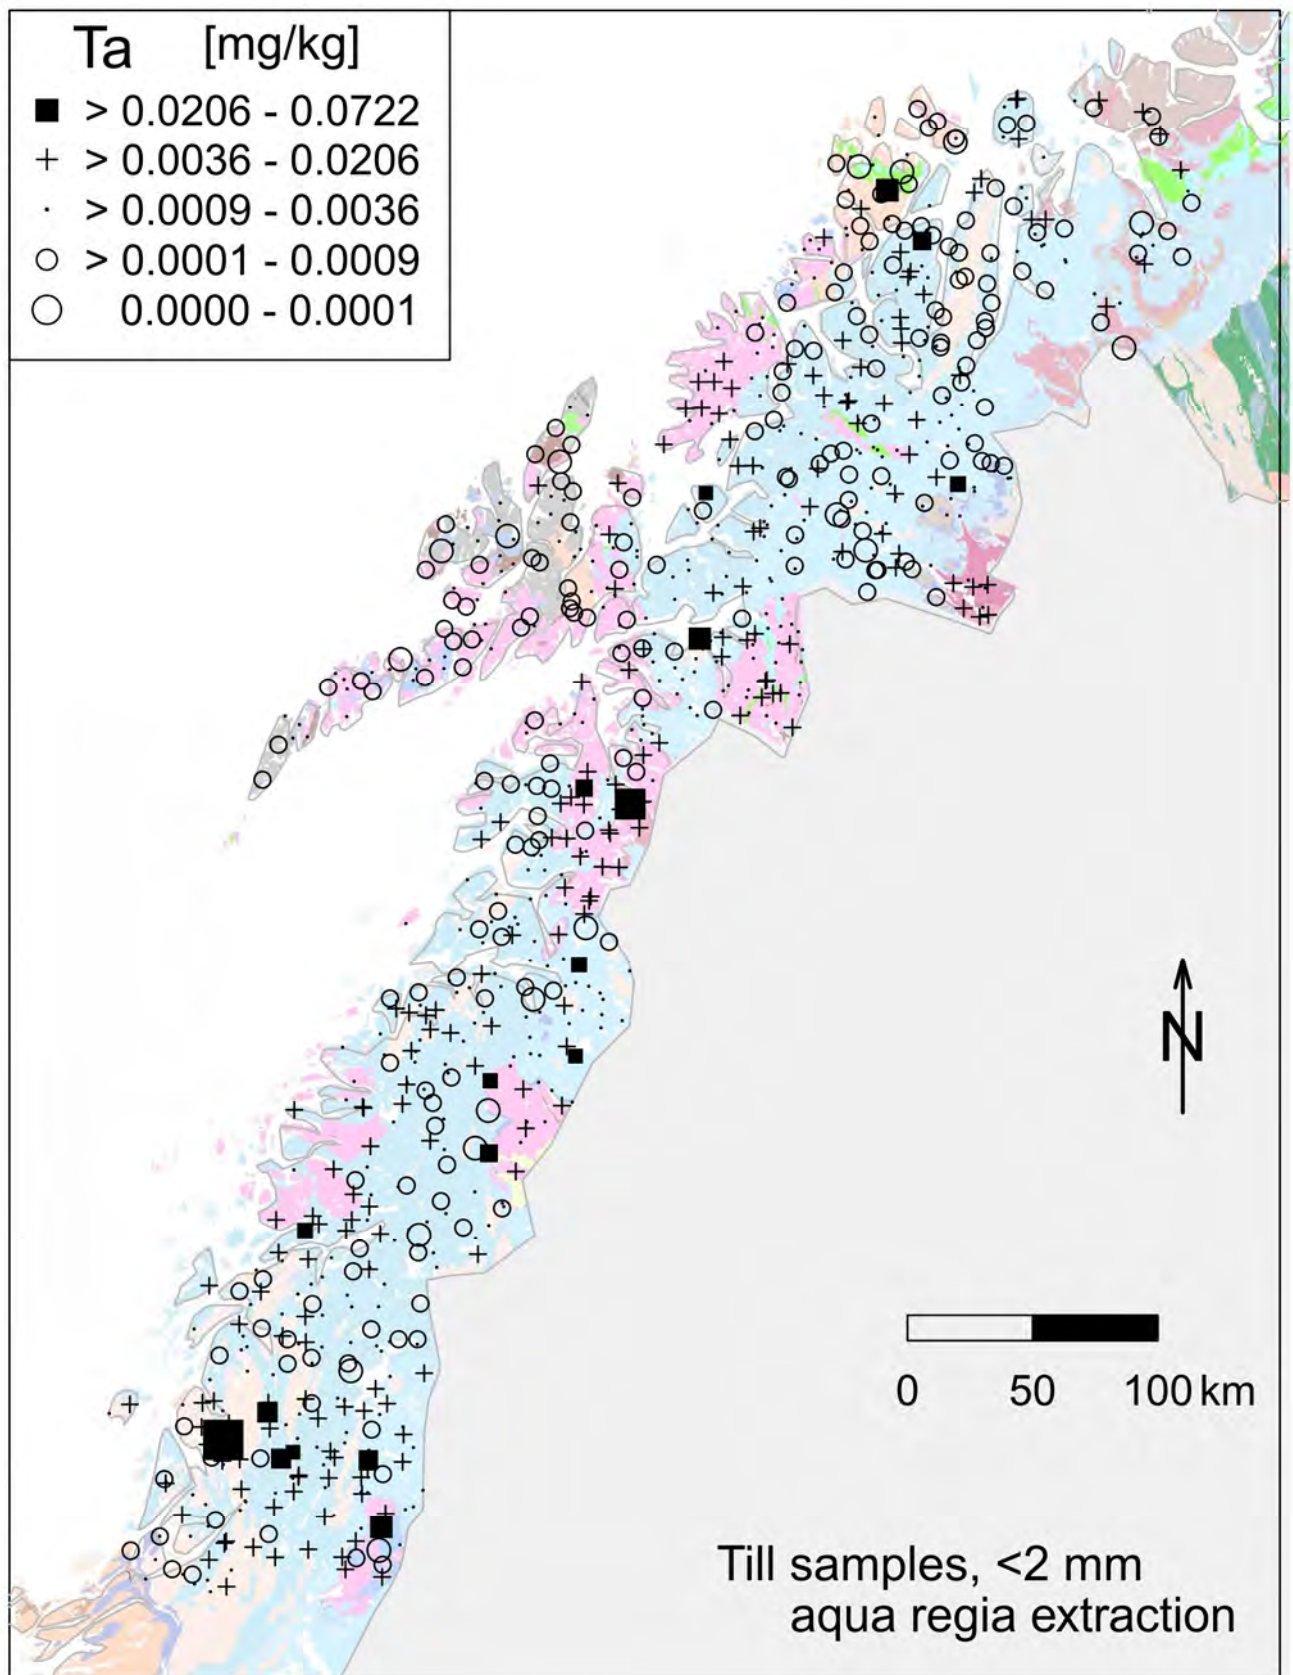 Ta [mg/kg]
> 0.0206 - 0.0722
> 0.0036 - 0.0206
> 0.0009 - 0.0036
> 0.0001 - 0.0009
0.0000 - 0.0001
N
0 50 100 km
Till samples, <2 mm
aqua regia extraction